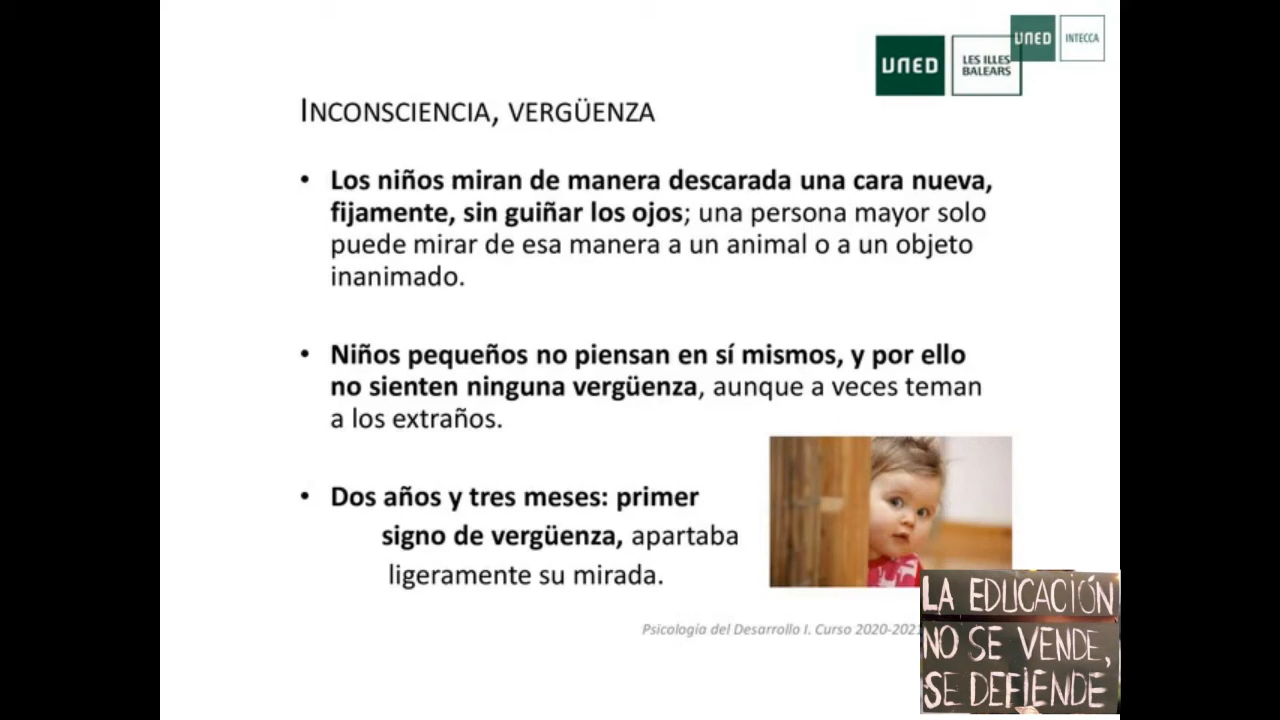 UNED
INTECCA
UNED
LES ILLES
BALEARS
INCONSCIENCIA, VERGÜENZA
• Los niños miran de manera descarada una cara nueva,
fijamente, sin guiñar los ojos; una persona mayor solo
puede mirar de esa manera a un animal o a un objeto
inanimado.
• Niños pequeños no piensan en sí mismos, y por ello
no sienten ninguna vergüenza, aunque a veces teman
a los extraños.
• Dos años y tres meses: primer
signo de vergüenza, apartaba
ligeramente su mirada.
Psicología del Desarrollo I. Curso 2020-2021
LA EDUCACIÓN
NO SE VENDE,
SE DEFIENDE